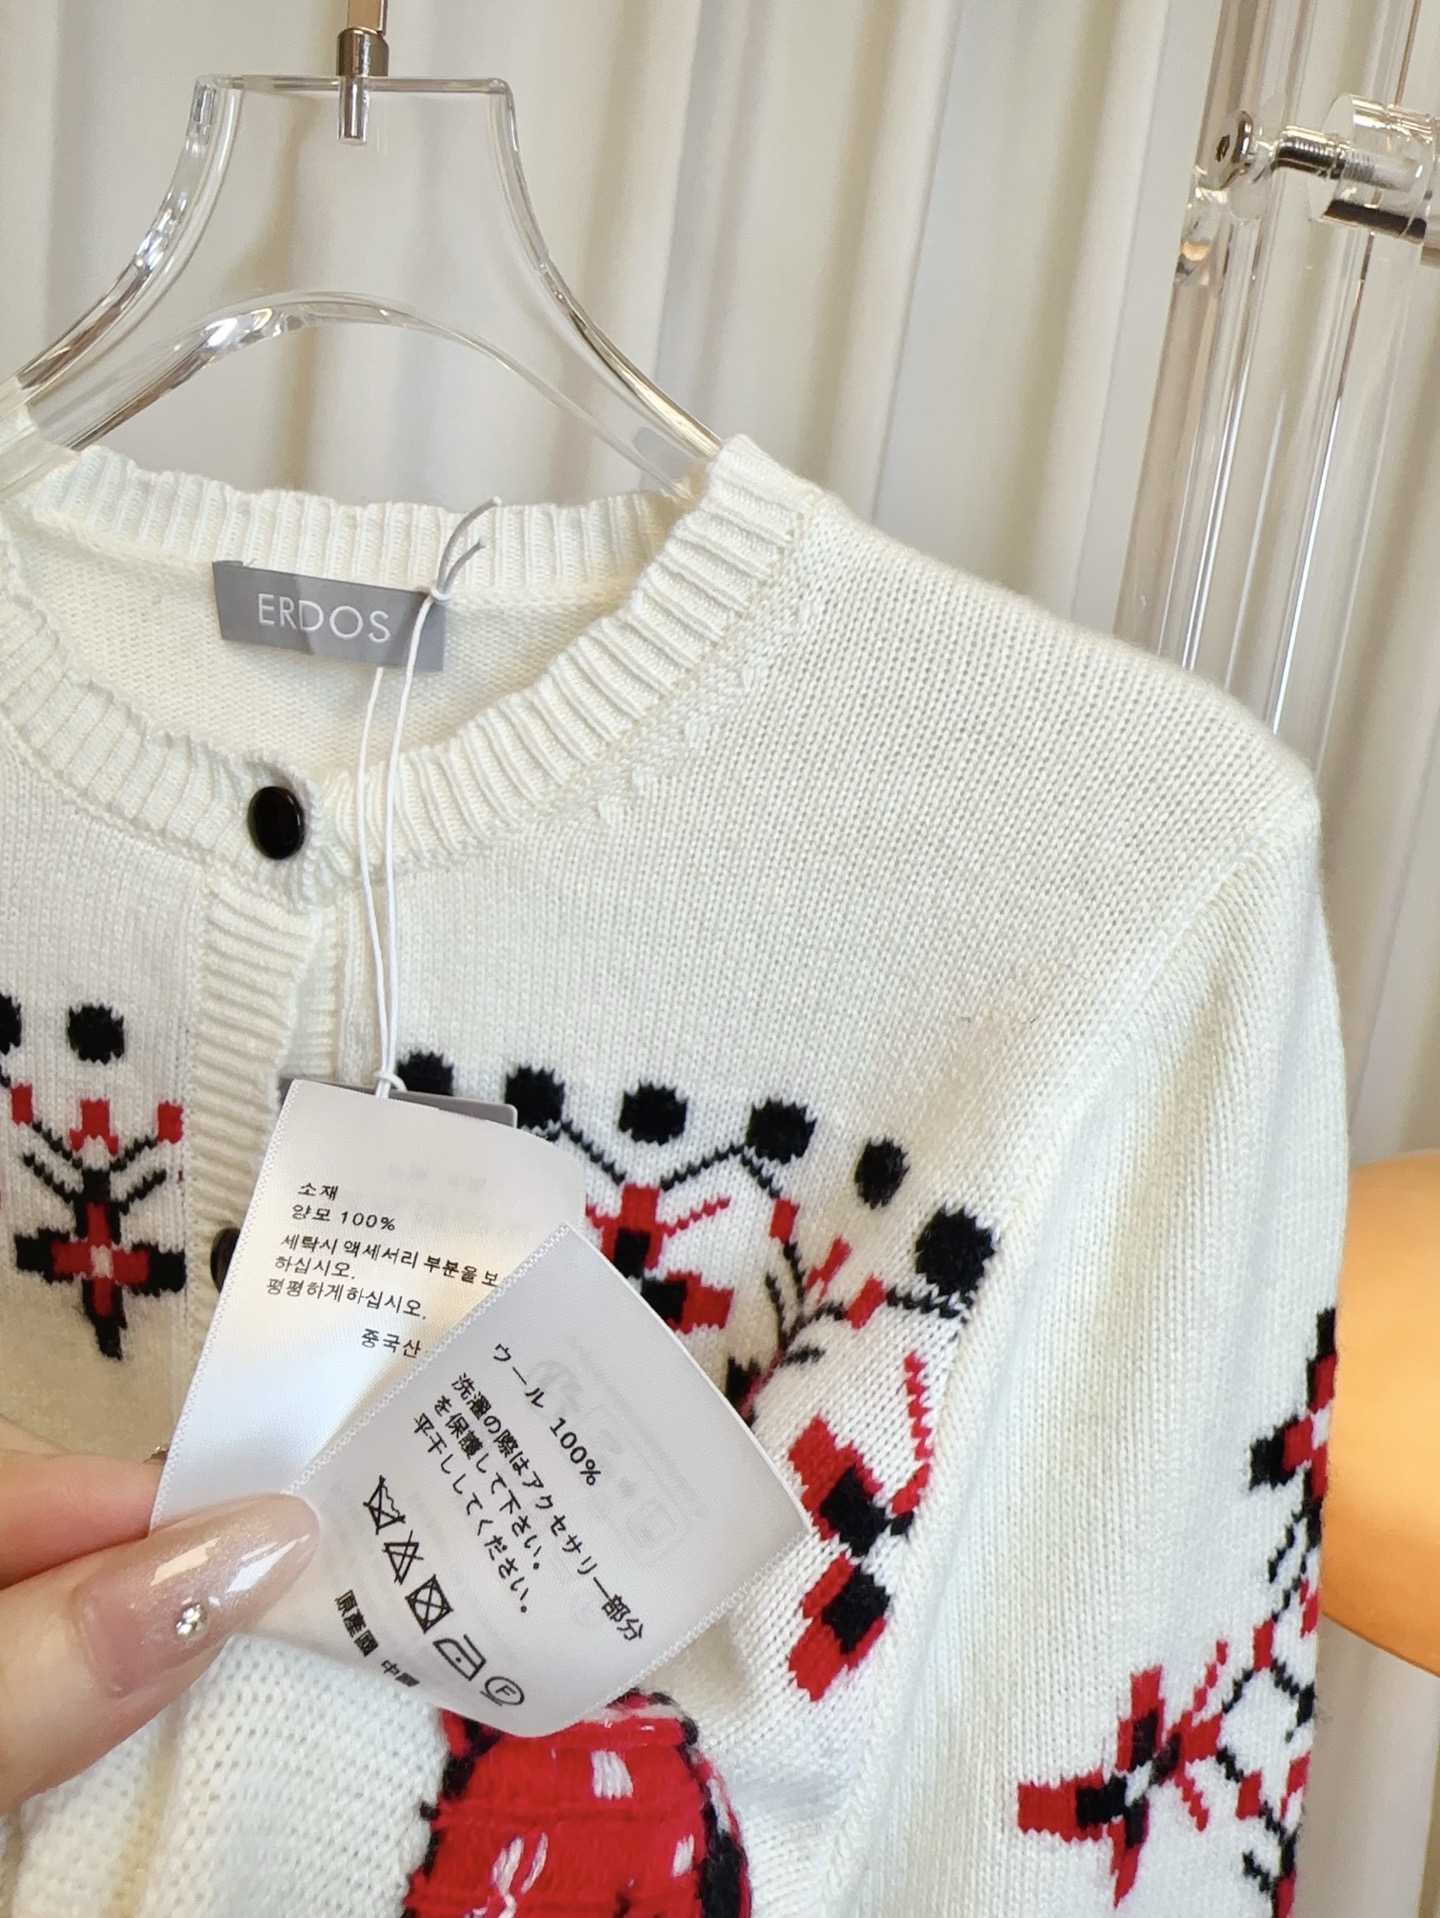 ERDOS
소재
양모 100%
세탁시 액세서리 부분을 보
하십시오.
평평하게하십시오.
중국산
ウール 100%
洗濯の際はアクセサリー部分
を保護して下さい。
平干ししてください。
F
原産國 中國